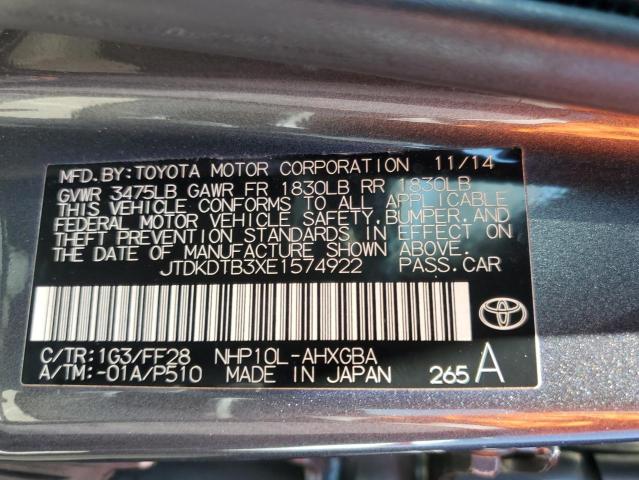 MFD.BY:TOYOTA MOTOR CORPORATION 11/14
GVWR 3475LB GAWR FR 1830LB RR 1830LB
THIS VEHICLE CONFORMS TO ALL APPLICABLE
FEDERAL MOTOR VEHICLE SAFETY,BUMPER,AND
THEFT PREVENTION STANDARDS IN EFFECT ON
THE DATE OF MANUFACTURE SHOWN ABOVE.
JTDKDTB3XE1574922 PASS.CAR
C/TR:1G3/FF28 NHP10L-AHXGBA
A/TM:-01A/P510 MADE IN JAPAN 265 A